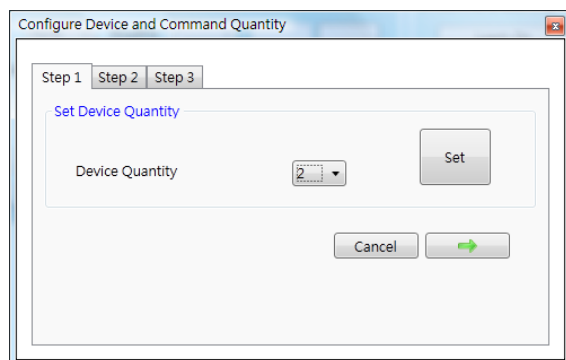 Configure Device and Command Quantity
Step 1 Step 2 Step 3
Set Device Quantity
Device Quantity 2 Set
Cancel